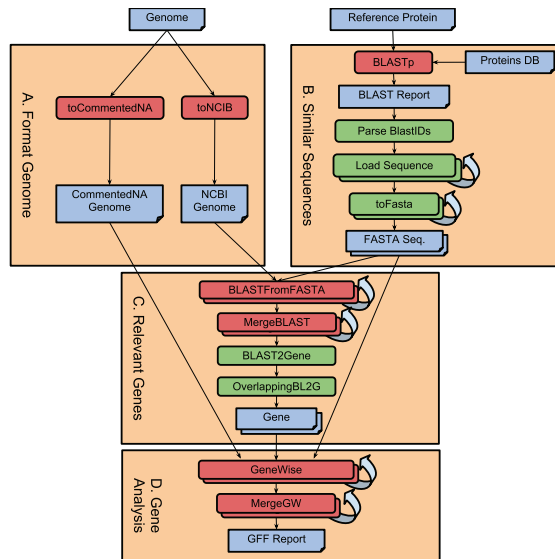 Genome
Reference Protein
A. Format Genome
toCommentedNA
toNCIB
CommentedNA
Genome
NCBI
Genome
B. Similar Sequences
BLASTp
Proteins DB
BLAST Report
Parse BlastIDs
Load Sequence
toFasta
FASTA Seq.
C. Relevant Genes
BLASTFromFASTA
MergeBLAST
BLAST2Gene
OverlappingBL2G
Gene
D. Gene
Analysis
GeneWise
MergeGW
GFF Report